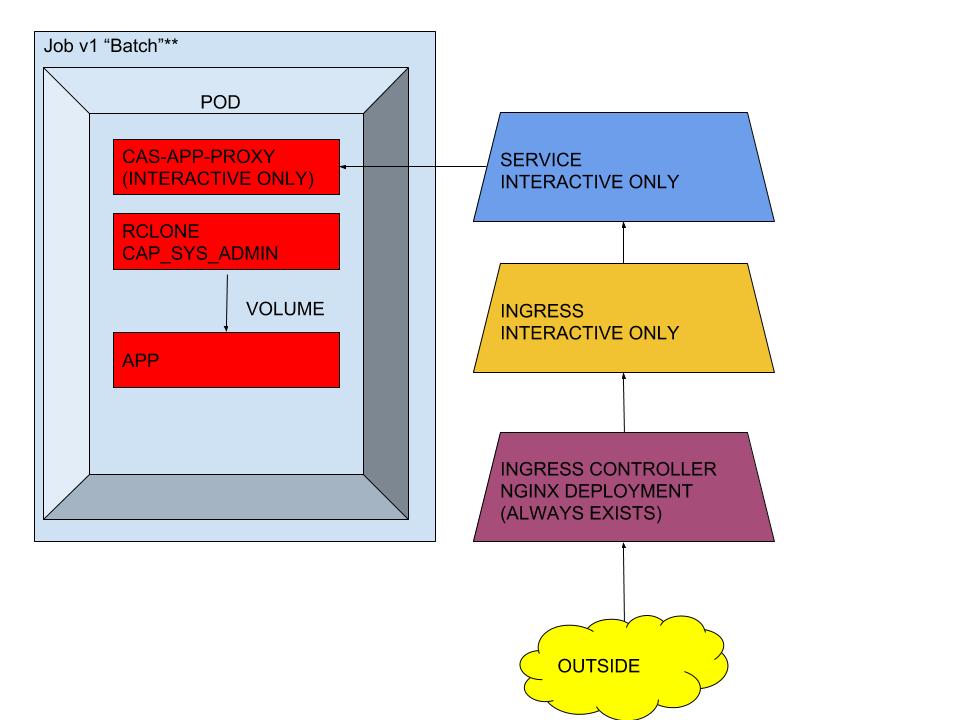 Job v1 “Batch”**
POD
CAS-APP-PROXY
(INTERACTIVE ONLY)
RCLONE
CAP_SYS_ADMIN
VOLUME
APP
SERVICE
INTERACTIVE ONLY
INGRESS
INTERACTIVE ONLY
INGRESS CONTROLLER
NGINX DEPLOYMENT
(ALWAYS EXISTS)
OUTSIDE